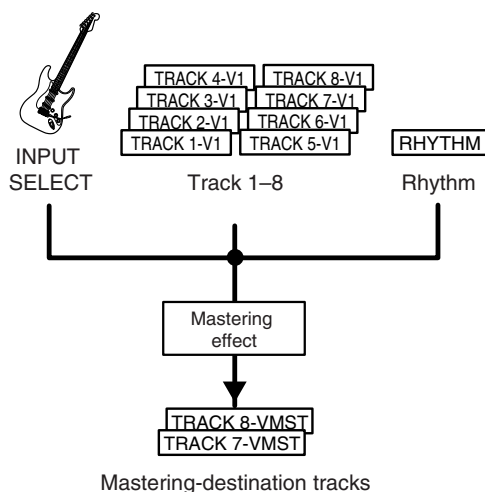 TRACK 4-V1
TRACK 8-V1
TRACK 3-V1
TRACK 7-V1
TRACK 2-V1
TRACK 6-V1
TRACK 1-V1
TRACK 5-V1
RHYTHM
INPUT
SELECT
Track 1–8
Rhythm
Mastering
effect
TRACK 8-VMST
TRACK 7-VMST
Mastering-destination tracks